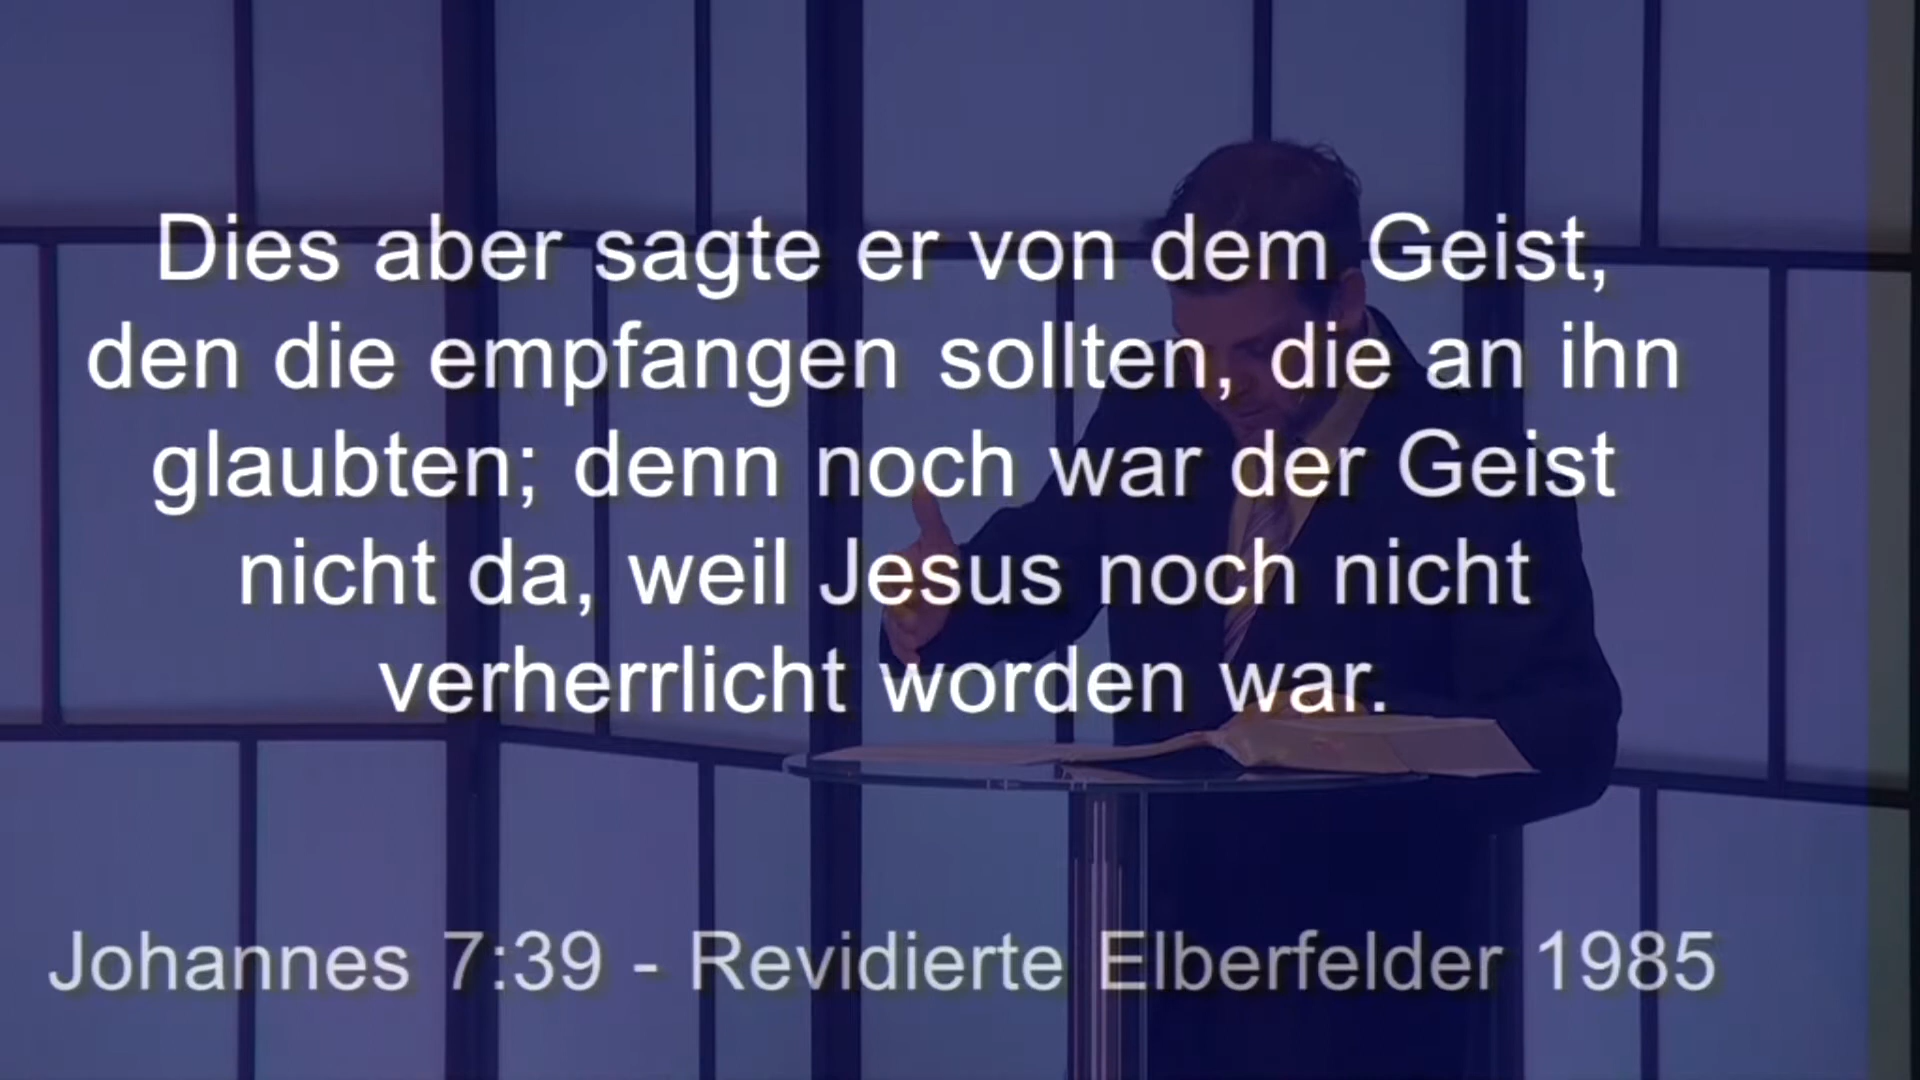 Dies aber sagte er von dem Geist,
den die empfangen sollten, die an ihn
glaubten; denn noch war der Geist
nicht da, weil Jesus noch nicht
verherrlicht worden war.
Johannes 7:39 - Revidierte Elberfelder 1985